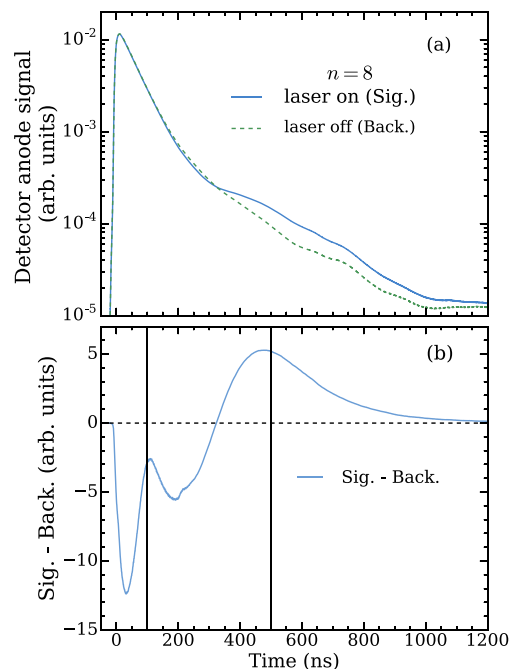 (a)
n = 8
laser on (Sig.)
laser off (Back.)
Detector anode signal
(arb. units)
10⁻²
10⁻³
10⁻⁴
10⁻⁵
(b)
Sig. - Back.
Sig. - Back. (arb. units)
5
0
−5
−10
−15
0 200 400 600 800 1000 1200
Time (ns)